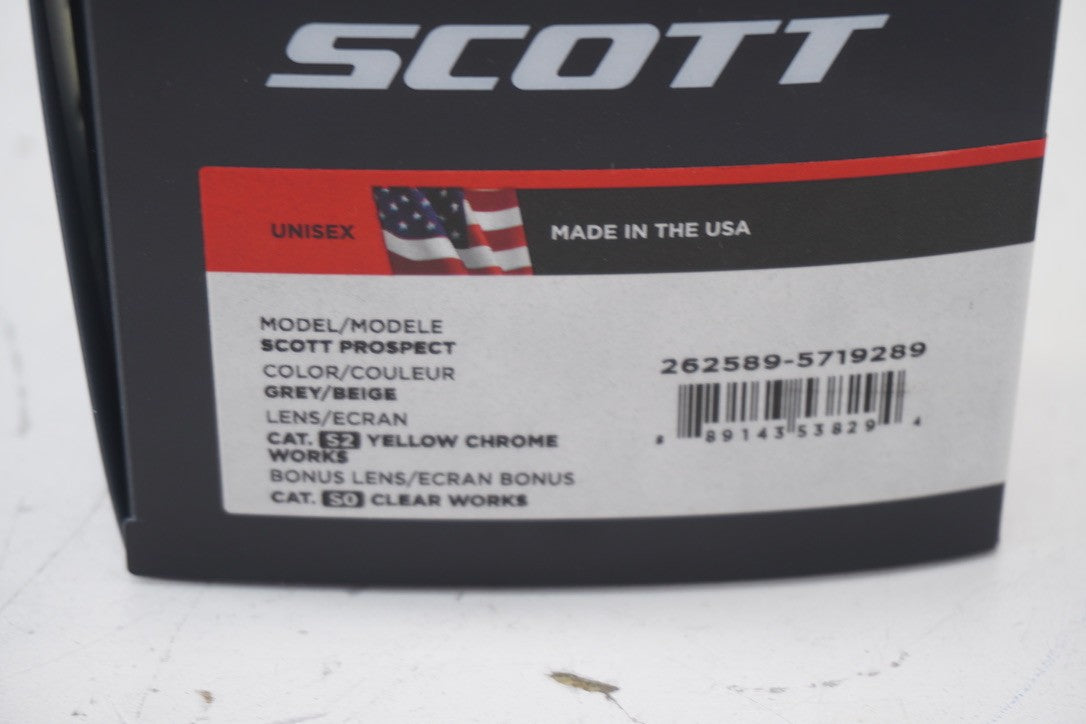 SCOTT
UNISEX
MADE IN THE USA
MODEL/MODELE
SCOTT PROSPECT
COLOR/COULEUR
GREY/BEIGE
LENS/ECRAN
CAT. S2 YELLOW CHROME
WORKS
BONUS LENS/ECRAN BONUS
CAT. S0 CLEAR WORKS
262589-5719289
8 89143 53829 4